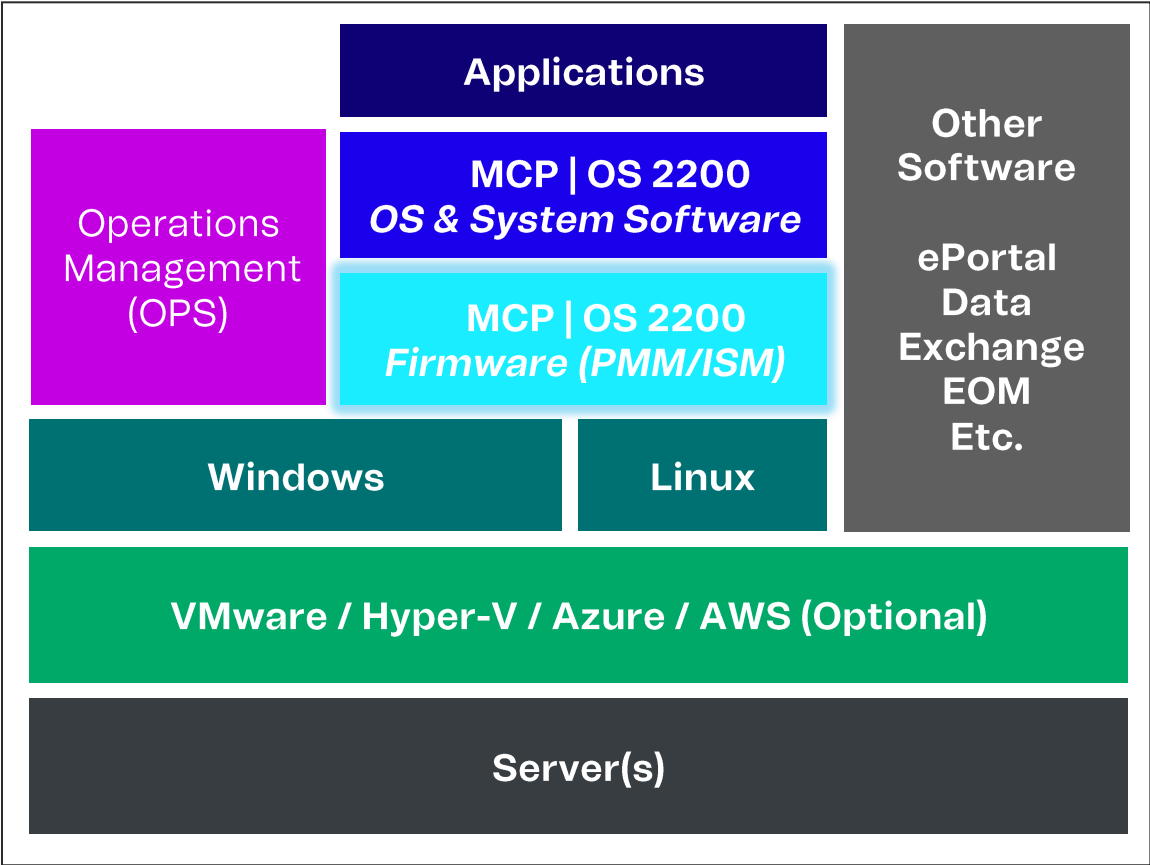 Applications
Other
Software
ePortal
Data
Exchange
EOM
Etc.
MCP | OS 2200
OS & System Software
Operations
Management
(OPS)
MCP | OS 2200
Firmware (PMM/ISM)
Windows
Linux
VMware / Hyper-V / Azure / AWS (Optional)
Server(s)